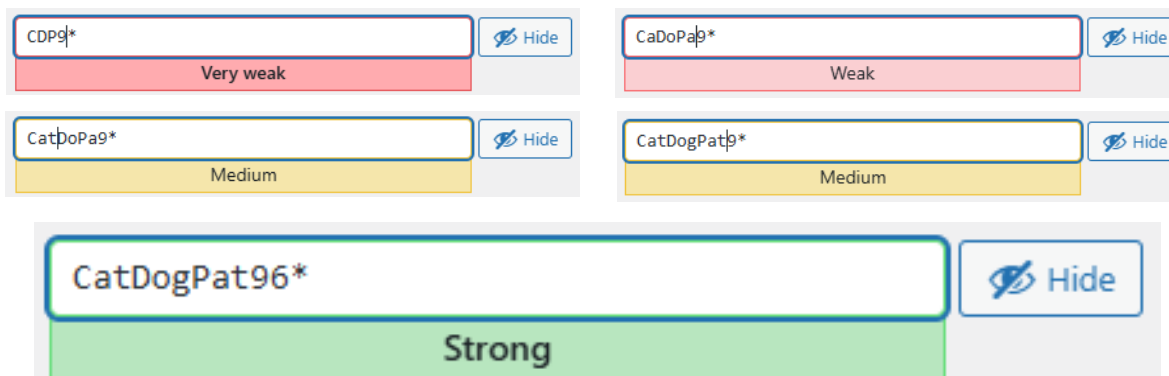 CDP9* Hide
Very weak
CaDoPa9* Hide
Weak
CatDoPa9* Hide
Medium
CatDogPat9* Hide
Medium
CatDogPat96* Hide
Strong